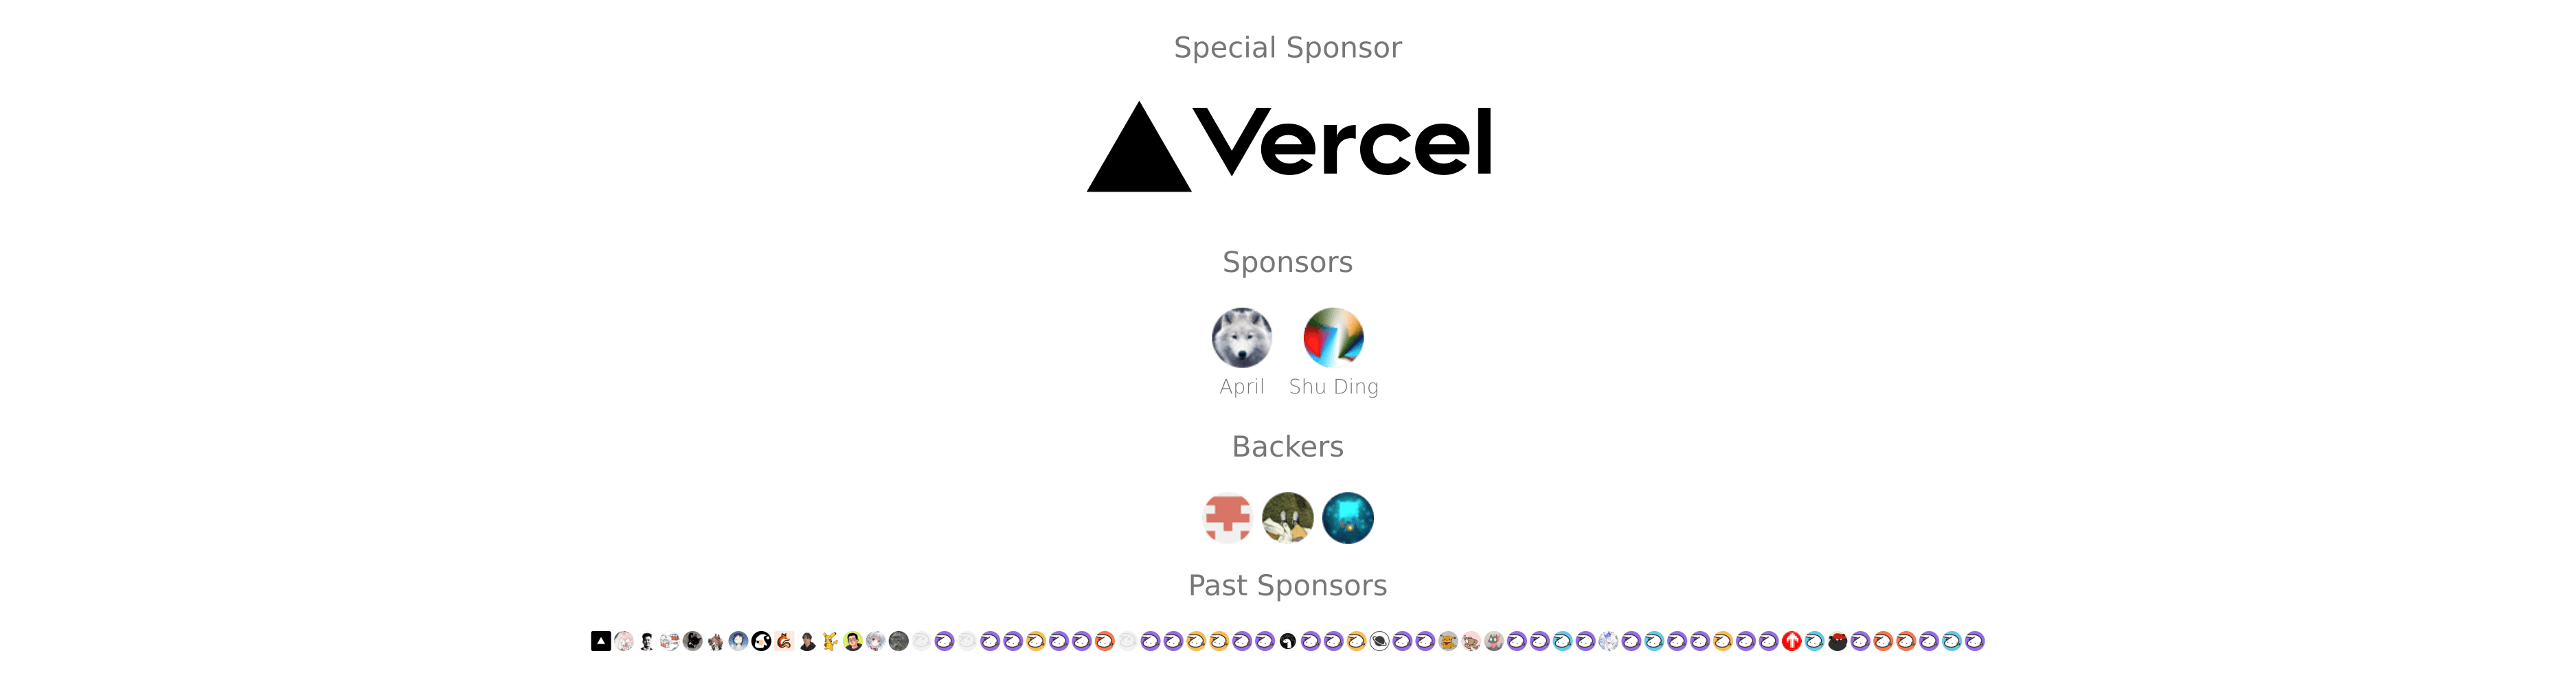 Special Sponsor
Vercel
Sponsors
April
Shu Ding
Backers
Past Sponsors